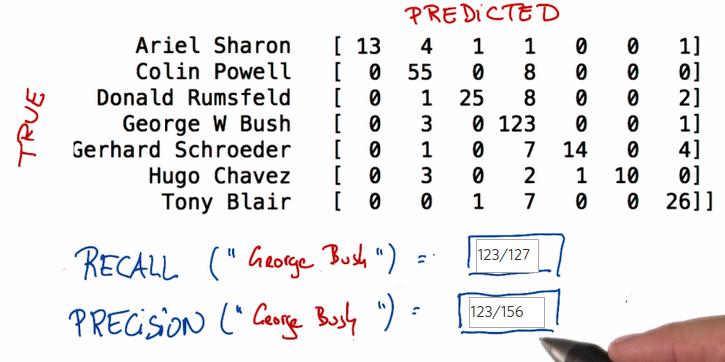 PREDICTED
TRUE
Ariel Sharon [ 13 4 1 1 0 0 1]
Colin Powell [ 0 55 0 8 0 0 0]
Donald Rumsfeld [ 0 1 25 8 0 0 2]
George W Bush [ 0 3 0 123 0 0 1]
Gerhard Schroeder [ 0 1 0 7 14 0 4]
Hugo Chavez [ 0 3 0 2 1 10 0]
Tony Blair [ 0 0 1 7 0 0 26]]
RECALL ("George Bush") = 123/127
PRECISION ("George Bush") = 123/156